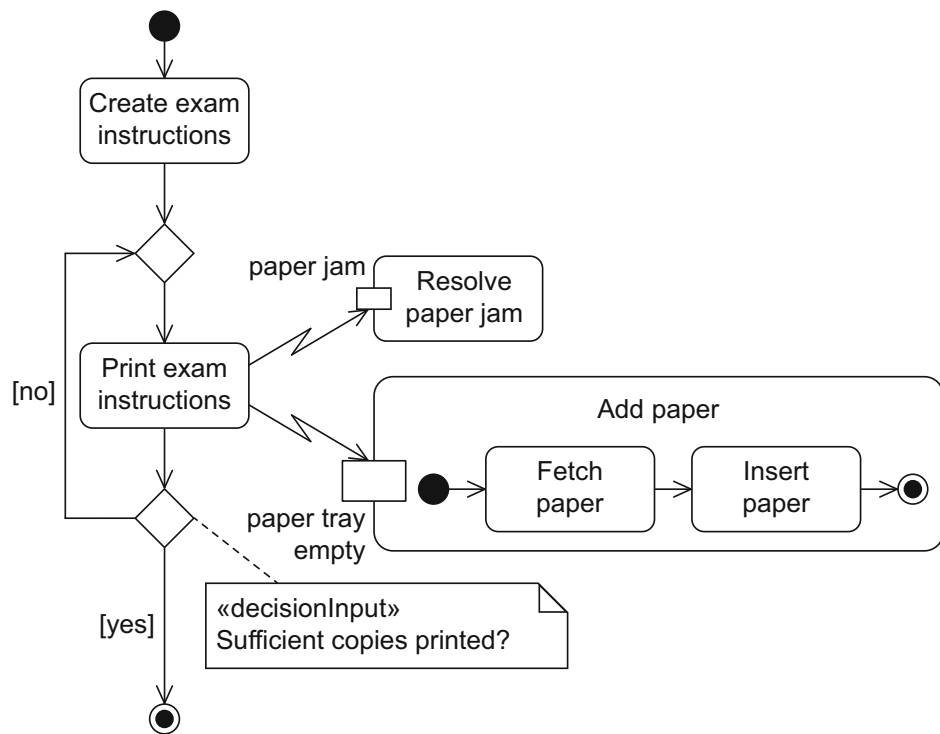 Create exam
instructions
paper jam
Resolve
paper jam
Print exam
instructions
[no]
Add paper
Fetch
paper
Insert
paper
paper tray
empty
«decisionInput»
Sufficient copies printed?
[yes]